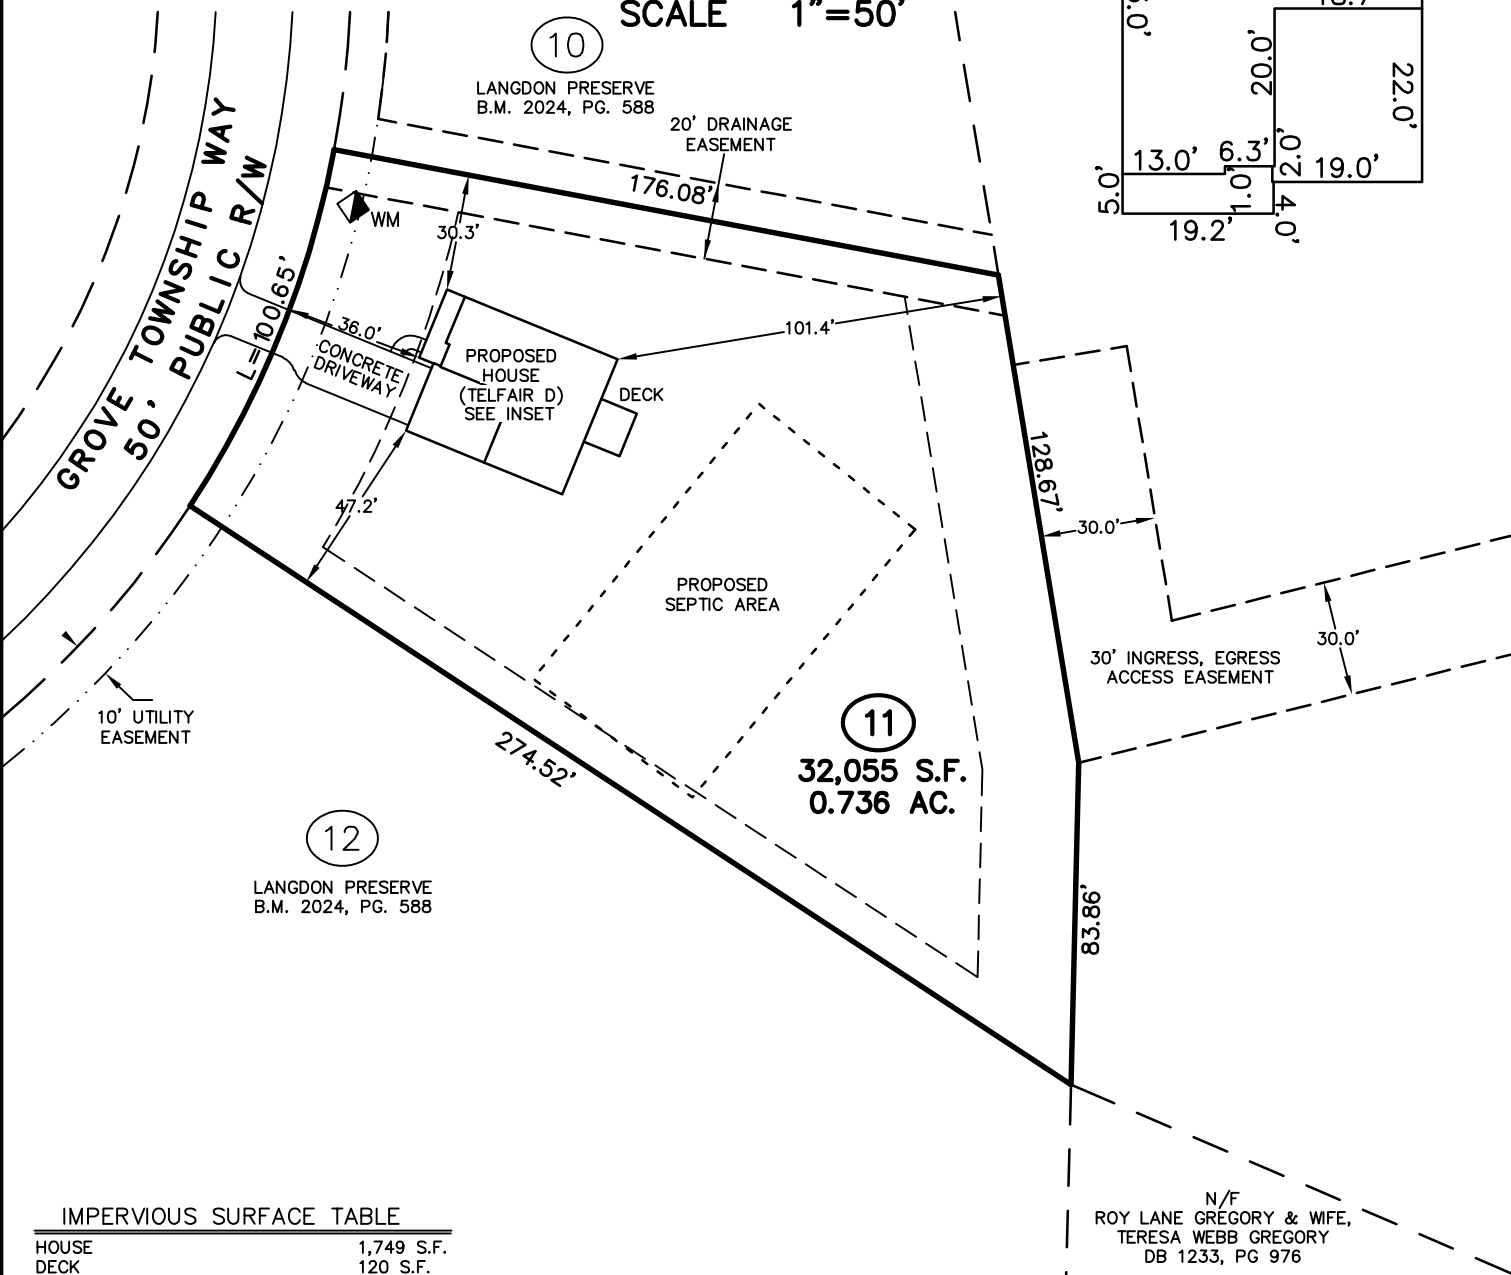 SCALE 1"=50'
10
LANGDON PRESERVE
B.M. 2024, PG. 588
20' DRAINAGE
EASEMENT
20.0'
22.0'
13.0'
6.3'
2.0'
19.0'
5.0'
1.0'
4.0'
19.2'
176.08'
WM
30.3'
GROVE TOWNSHIP WAY
50' PUBLIC R/W
L=100.65'
36.0'
101.4'
CONCRETE
DRIVEWAY
PROPOSED
HOUSE
(TELFAIR D)
SEE INSET
DECK
47.2'
128.67'
30.0'
PROPOSED
SEPTIC AREA
30.0'
30' INGRESS, EGRESS
ACCESS EASEMENT
10' UTILITY
EASEMENT
274.52'
11
32,055 S.F.
0.736 AC.
12
LANGDON PRESERVE
B.M. 2024, PG. 588
83.86'
IMPERVIOUS SURFACE TABLE
HOUSE 1,749 S.F.
DECK 120 S.F.
N/F
ROY LANE GREGORY & WIFE,
TERESA WEBB GREGORY
DB 1233, PG 976